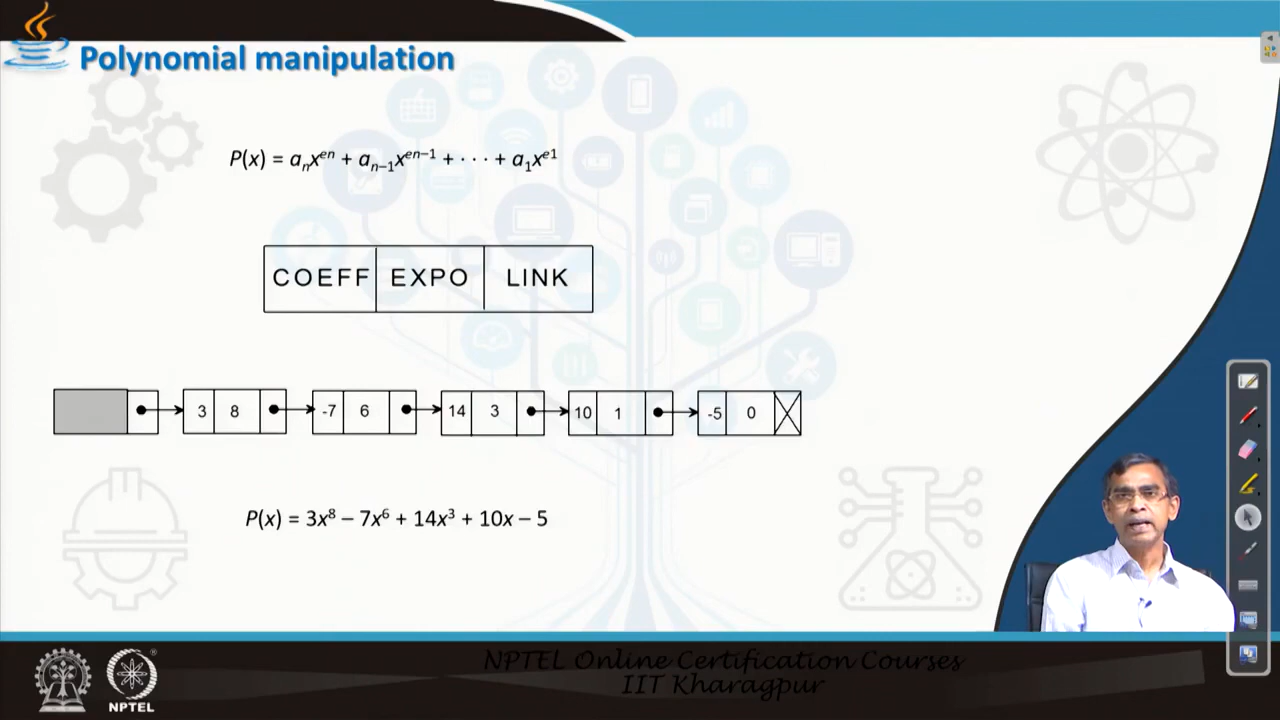 Polynomial manipulation
P(x) = aₙxᵉⁿ + aₙ₋₁xᵉⁿ⁻¹ + · · · + a₁xᵉ¹
COEFF EXPO LINK
3 8 -7 6 14 3 10 1 -5 0
P(x) = 3x⁸ – 7x⁶ + 14x³ + 10x – 5
NPTEL Online Certification Courses
IIT Kharagpur
NPTEL